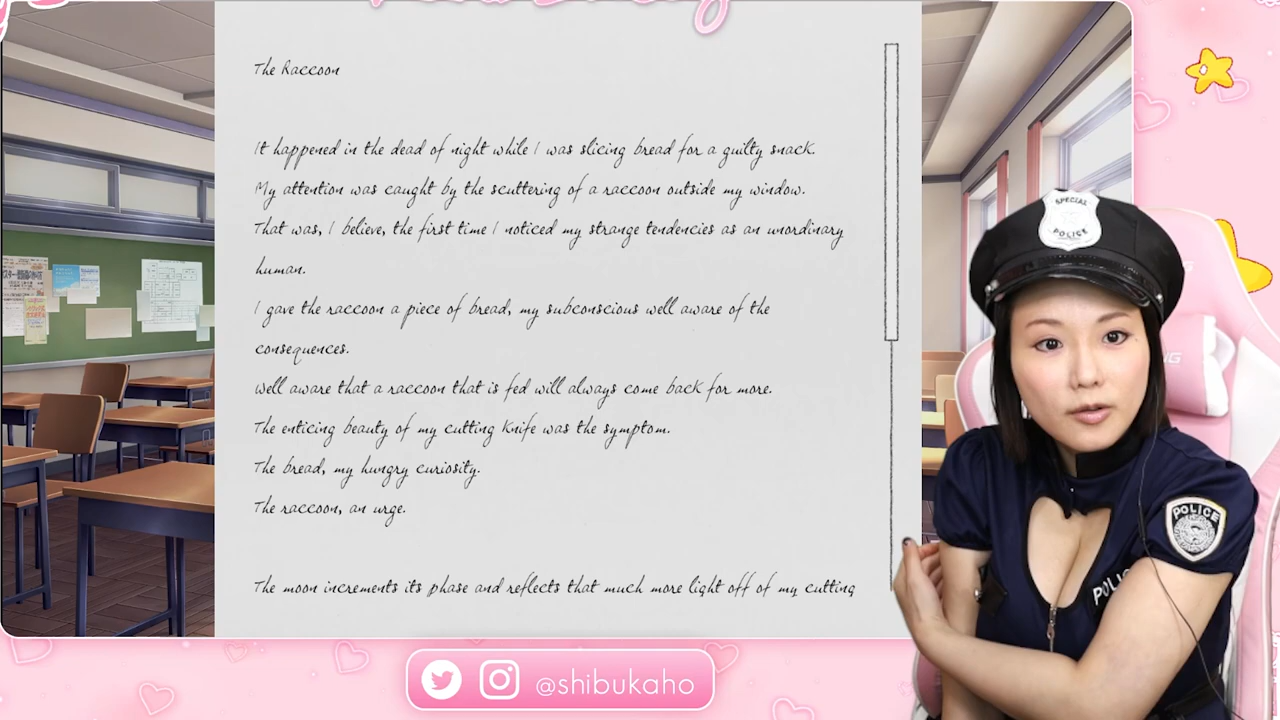 The Raccoon
It happened in the dead of night while I was slicing bread for a guilty snack.
My attention was caught by the scuttering of a raccoon outside my window.
That was, I believe, the first time I noticed my strange tendencies as an unordinary
human.
I gave the raccoon a piece of bread, my subconscious well aware of the
consequences.
Well aware that a raccoon that is fed will always come back for more.
The enticing beauty of my cutting knife was the symptom.
The bread, my hungry curiosity.
The raccoon, an urge.
The moon increments its phase and reflects that much more light off of my cutting
SPECIAL
POLICE
POLICE
@shibukaho